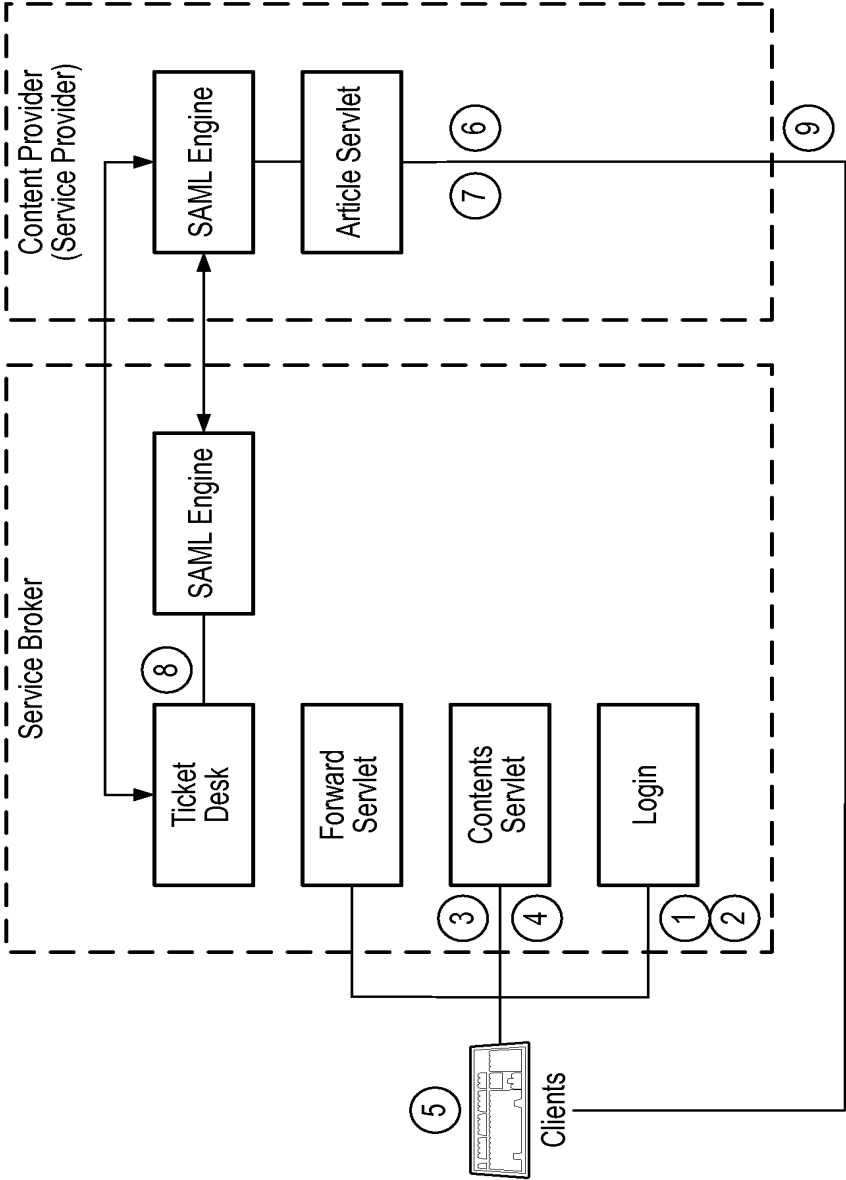 Service Broker
Content Provider
(Service Provider)
Ticket
Desk
8
SAML Engine
SAML Engine
Forward
Servlet
Article Servlet
5
3
Contents
Servlet
4
7
6
Clients
Login
1
2
9